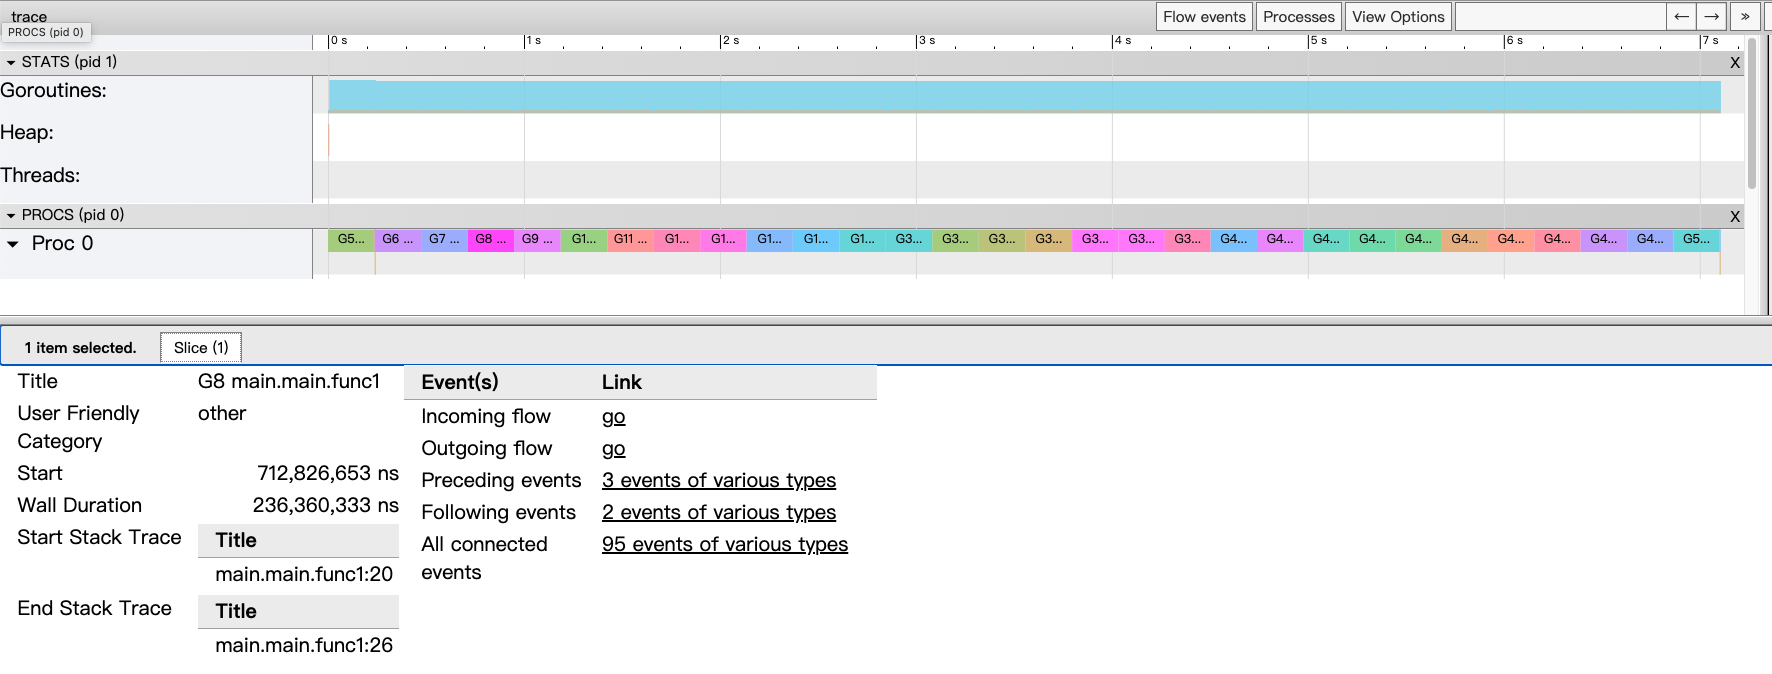 trace
Flow events Processes View Options ← → »
PROCS (pid 0)
0 s 1 s 2 s 3 s 4 s 5 s 6 s 7 s
STATS (pid 1) X
Goroutines:
Heap:
Threads:
PROCS (pid 0) X
Proc 0
G5... G6 ... G7 ... G8 ... G9 ... G1... G11 ... G1... G1... G1... G1... G1... G3... G3... G3... G3... G3... G3... G3... G4... G4... G4... G4... G4... G4... G4... G4... G4... G4... G5...
1 item selected. Slice (1)
Title G8 main.main.func1
User Friendly Category other
Start 712,826,653 ns
Wall Duration 236,360,333 ns
Start Stack Trace Title
main.main.func1:20
End Stack Trace Title
main.main.func1:26
Event(s) Link
Incoming flow go
Outgoing flow go
Preceding events 3 events of various types
Following events 2 events of various types
All connected events 95 events of various types